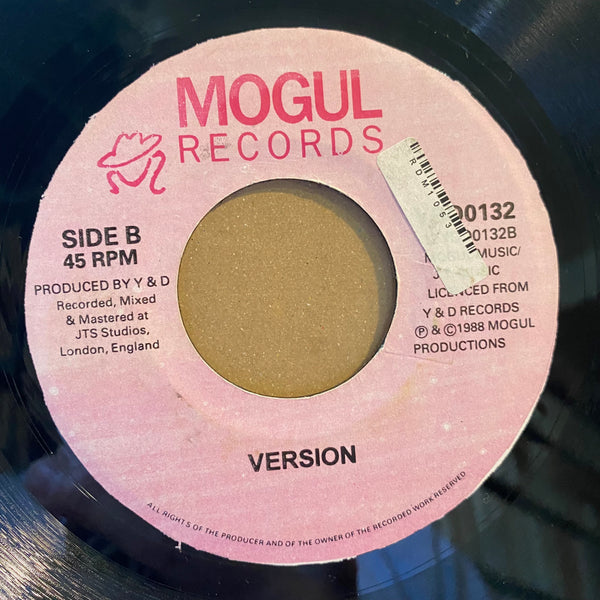 MOGUL
RECORDS
SIDE B
45 RPM
PRODUCED BY Y & D
Recorded, Mixed
& Mastered at
JTS Studios,
London, England
RDM1053
00132
00132B
MUSIC/
LICENCED FROM
Y & D RECORDS
℗ & ©1988 MOGUL
PRODUCTIONS
VERSION
ALL RIGHTS OF THE PRODUCER AND OF THE OWNER OF THE RECORDED WORK RESERVED